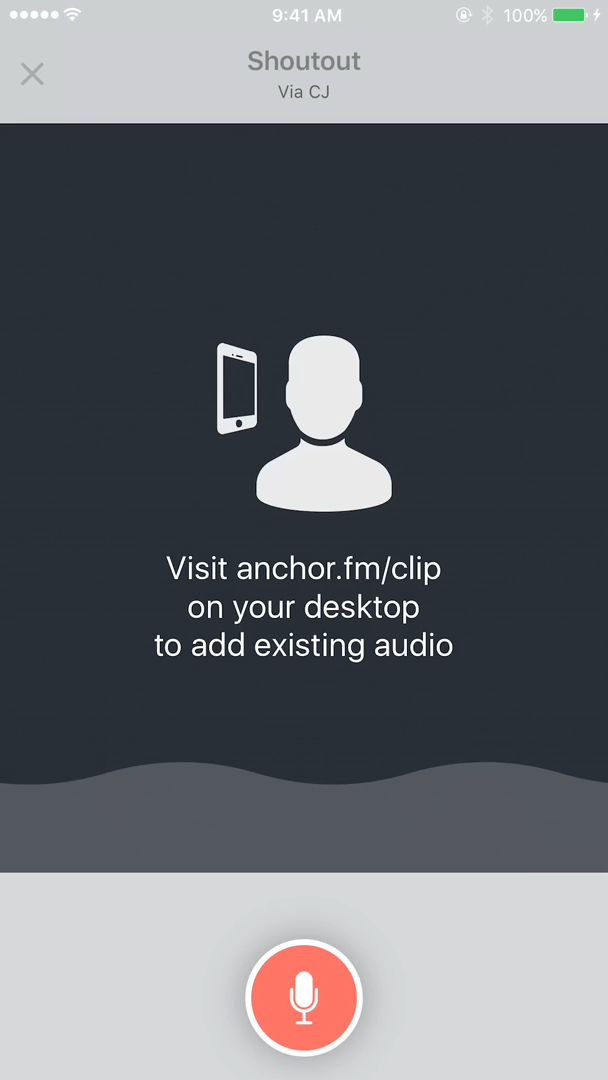 9:41 AM
100%
Shoutout
Via CJ
Visit anchor.fm/clip
on your desktop
to add existing audio